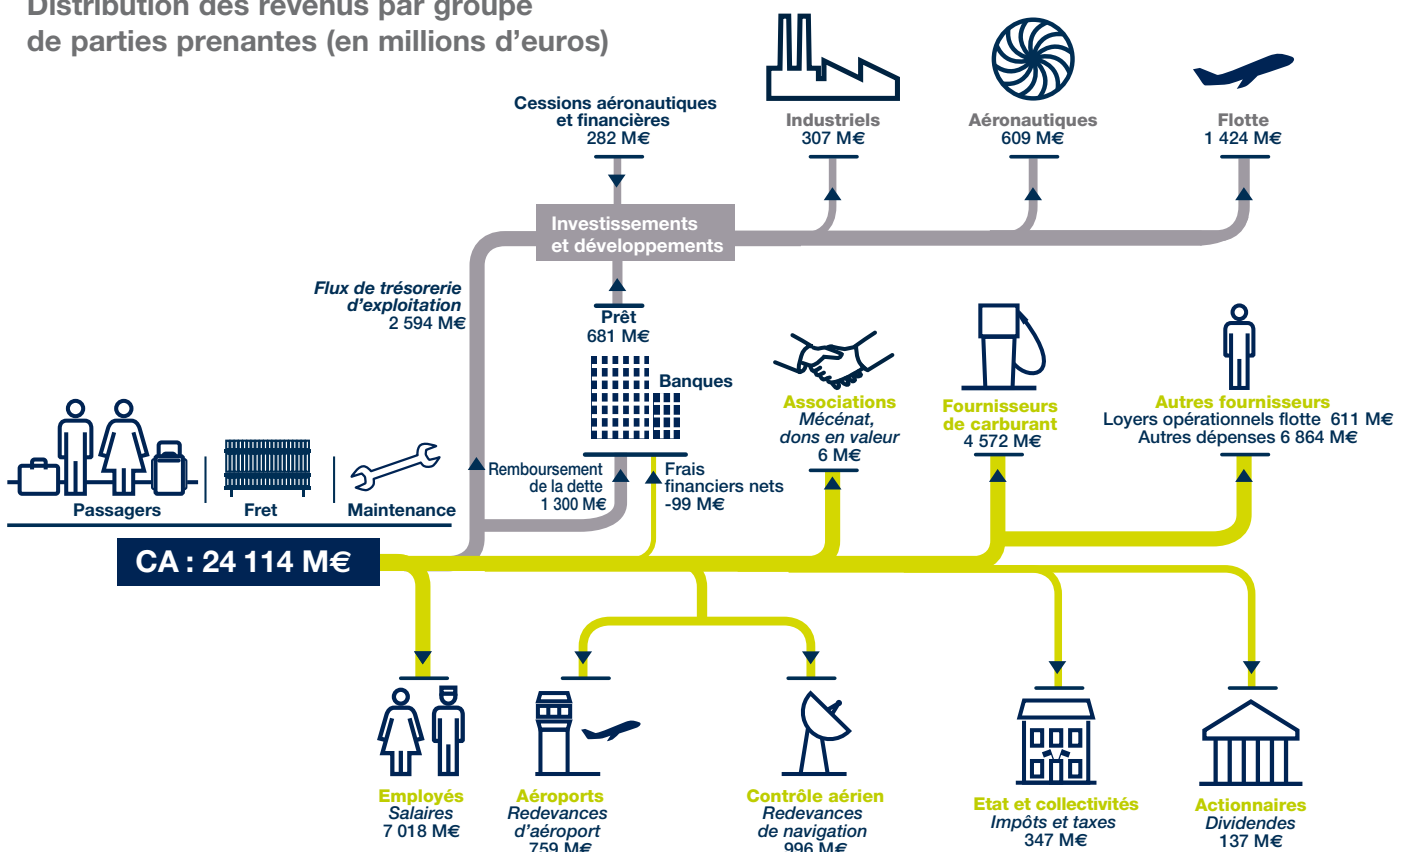 Distribution des revenus par groupe
de parties prenantes (en millions d'euros)
Cessions aéronautiques
et financières
282 M€
Industriels
307 M€
Aéronautiques
609 M€
Flotte
1 424 M€
Investissements
et développements
Flux de trésorerie
d'exploitation
2 594 M€
Prêt
681 M€
Banques
Associations
Mécénat,
dons en valeur
6 M€
Fournisseurs
de carburant
4 572 M€
Autres fournisseurs
Loyers opérationnels flotte 611 M€
Autres dépenses 6 864 M€
Remboursement
de la dette
1 300 M€
Frais
financiers nets
-99 M€
Passagers
Fret
Maintenance
CA : 24 114 M€
Employés
Salaires
7 018 M€
Aéroports
Redevances
d'aéroport
759 M€
Contrôle aérien
Redevances
de navigation
996 M€
Etat et collectivités
Impôts et taxes
347 M€
Actionnaires
Dividendes
137 M€